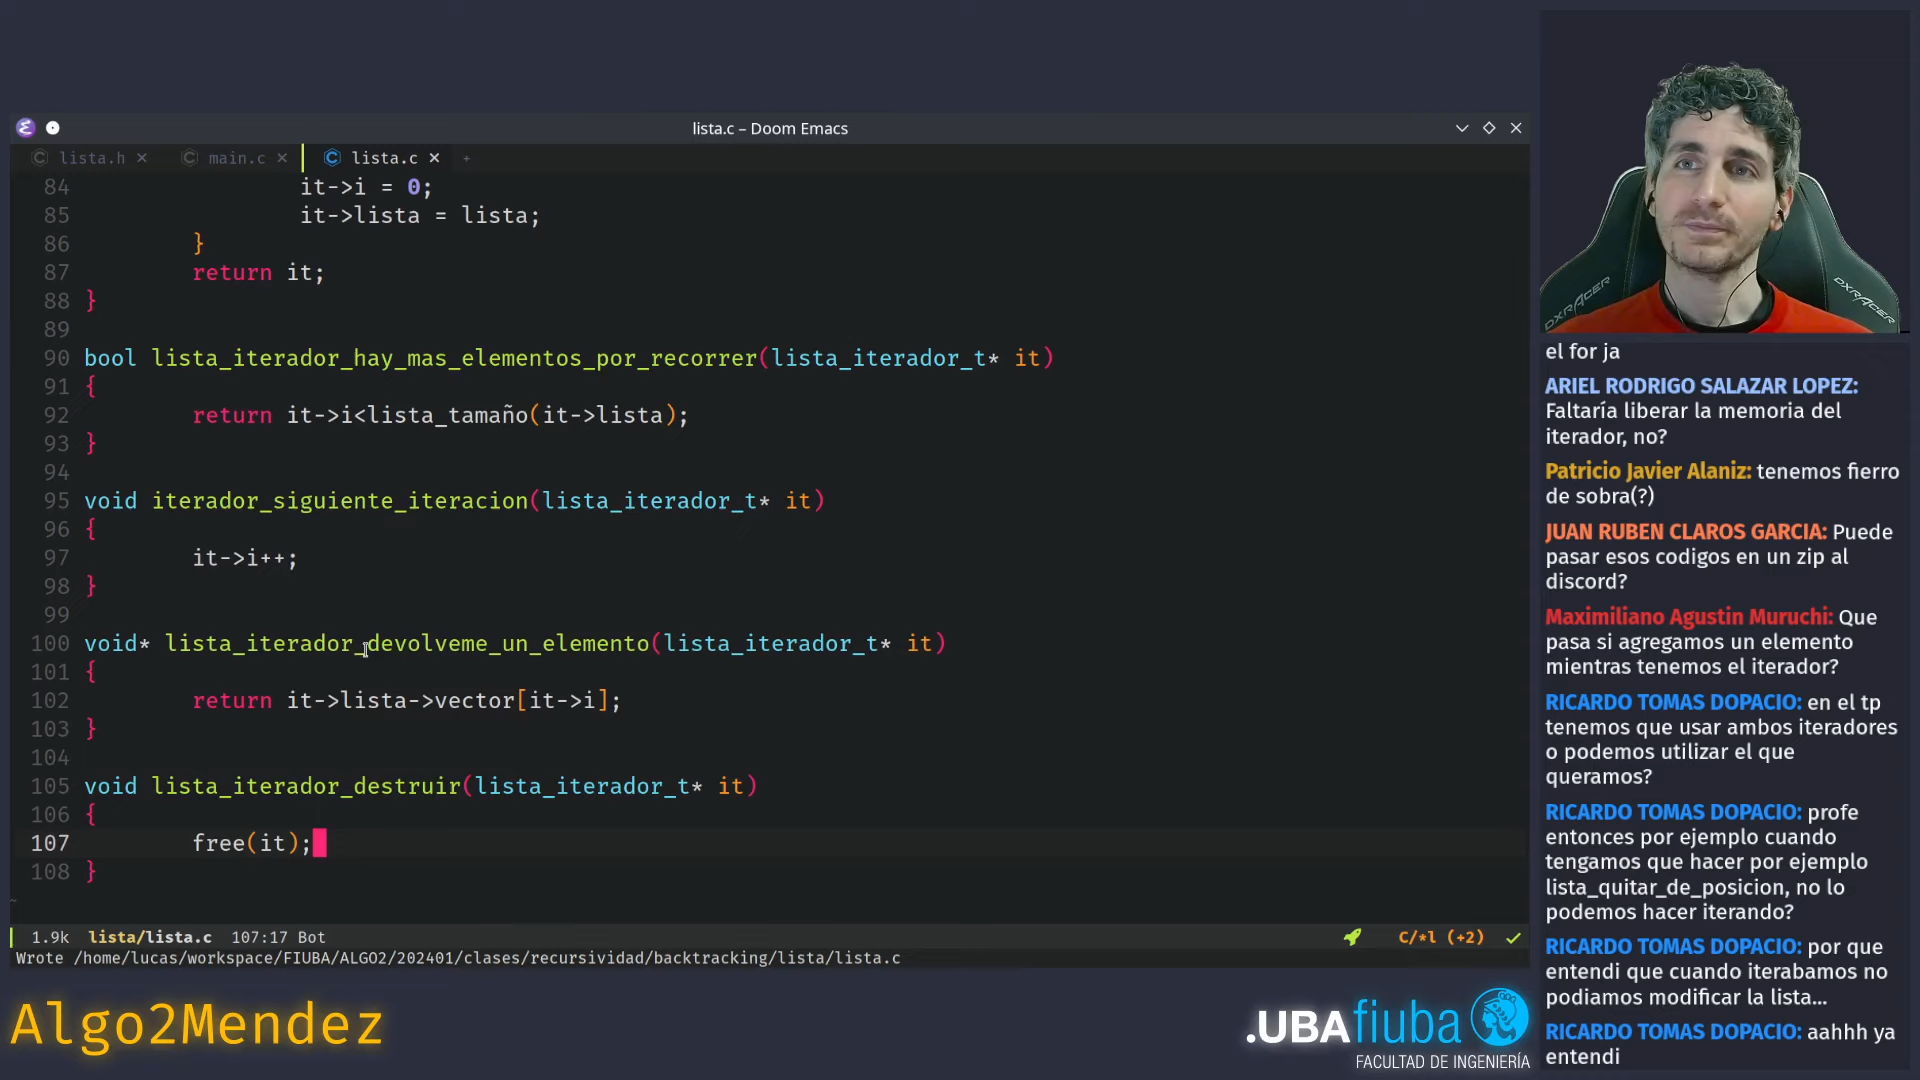 lista.c – Doom Emacs
lista.h
main.c
lista.c
84 it->i = 0;
85 it->lista = lista;
86 }
87 return it;
88 }
89
90 bool lista_iterador_hay_mas_elementos_por_recorrer(lista_iterador_t* it)
91 {
92 return it->i<lista_tamaño(it->lista);
93 }
94
95 void iterador_siguiente_iteracion(lista_iterador_t* it)
96 {
97 it->i++;
98 }
99
100 void* lista_iterador_devolveme_un_elemento(lista_iterador_t* it)
101 {
102 return it->lista->vector[it->i];
103 }
104
105 void lista_iterador_destruir(lista_iterador_t* it)
106 {
107 free(it);
108 }
~
1.9k lista/lista.c 107:17 Bot C/*l (+2)
Wrote /home/lucas/workspace/FIUBA/ALGO2/202401/clases/recursividad/backtracking/lista/lista.c
Algo2Mendez
.UBAfiuba
FACULTAD DE INGENIERÍA
DXRACER
DXRACER
el for ja
ARIEL RODRIGO SALAZAR LOPEZ:
Faltaría liberar la memoria del
iterador, no?
Patricio Javier Alaniz: tenemos fierro
de sobra(?)
JUAN RUBEN CLAROS GARCIA: Puede
pasar esos codigos en un zip al
discord?
Maximiliano Agustin Muruchi: Que
pasa si agregamos un elemento
mientras tenemos el iterador?
RICARDO TOMAS DOPACIO: en el tp
tenemos que usar ambos iteradores
o podemos utilizar el que
queramos?
RICARDO TOMAS DOPACIO: profe
entonces por ejemplo cuando
tengamos que hacer por ejemplo
lista_quitar_de_posicion, no lo
podemos hacer iterando?
RICARDO TOMAS DOPACIO: por que
entendi que cuando iterabamos no
podiamos modificar la lista...
RICARDO TOMAS DOPACIO: aahhh ya
entendi